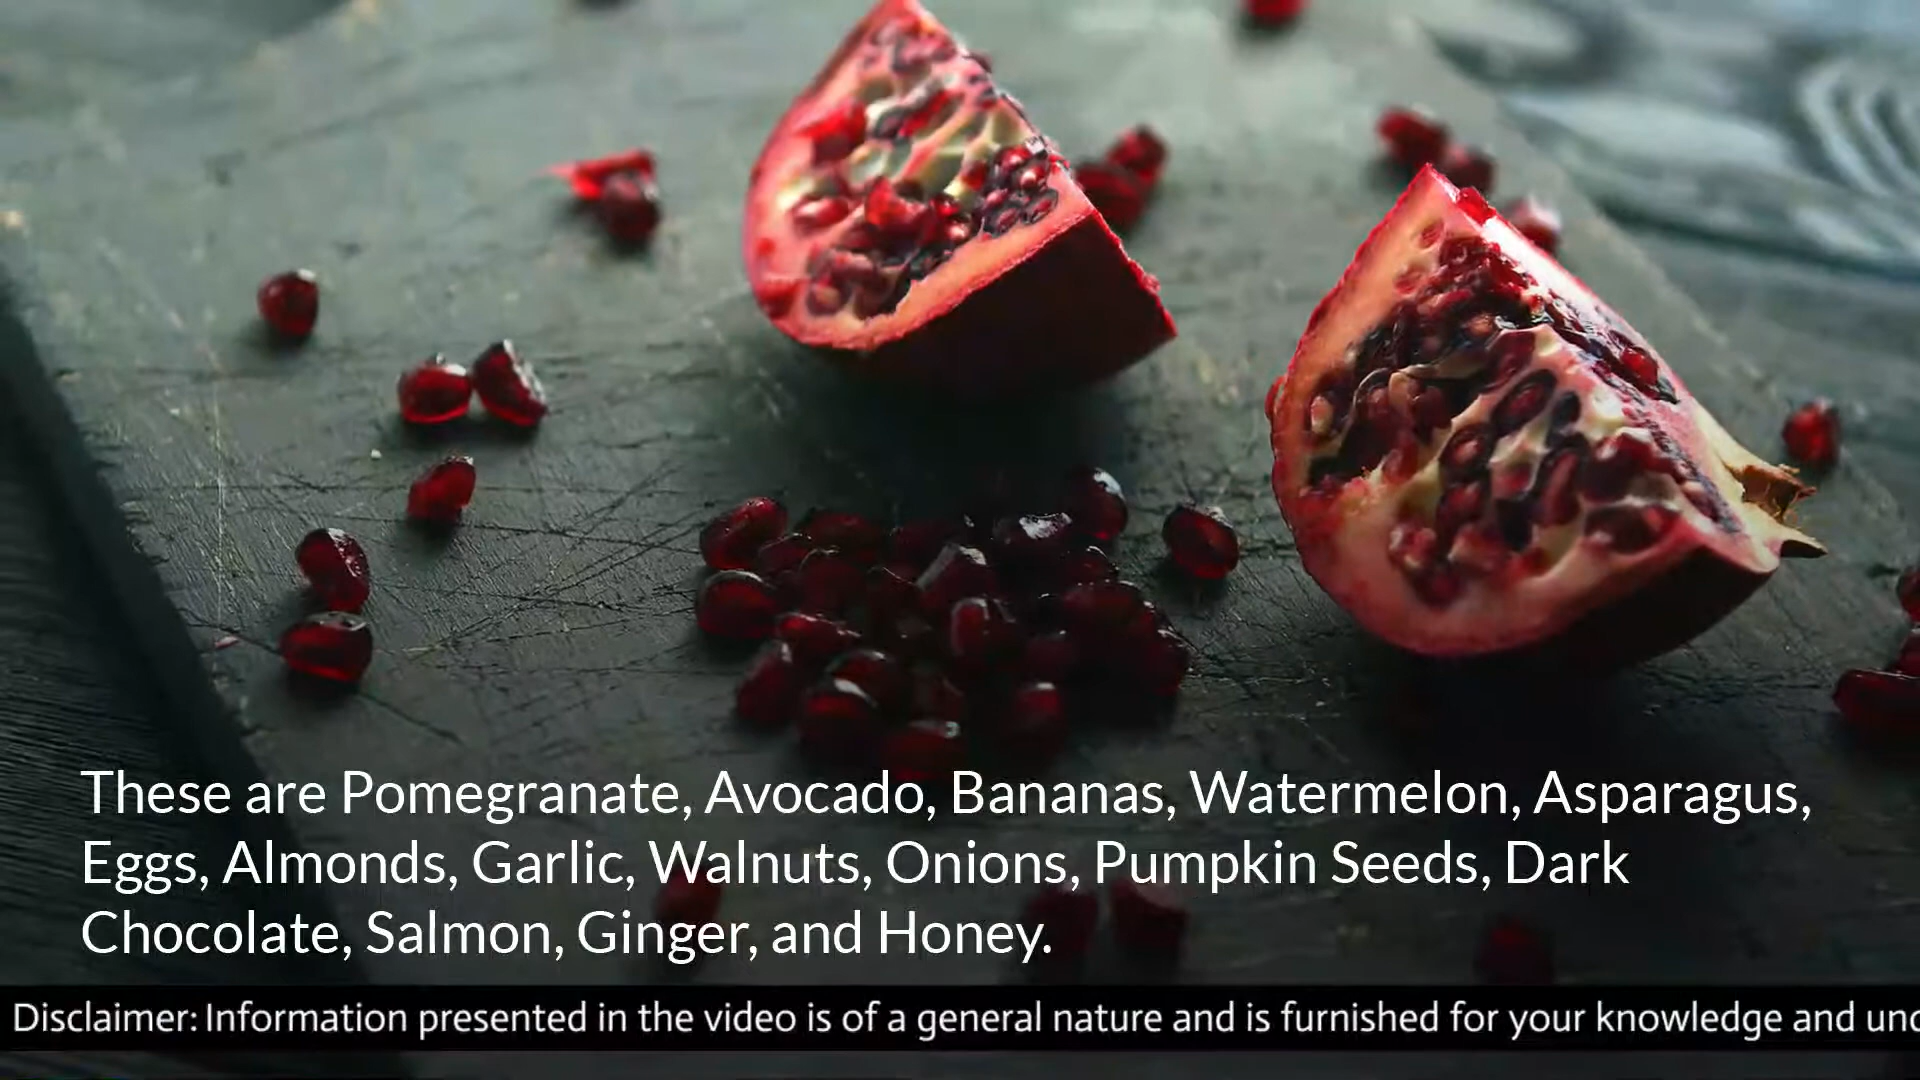 These are Pomegranate, Avocado, Bananas, Watermelon, Asparagus,
Eggs, Almonds, Garlic, Walnuts, Onions, Pumpkin Seeds, Dark
Chocolate, Salmon, Ginger, and Honey.
Disclaimer: Information presented in the video is of a general nature and is furnished for your knowledge and